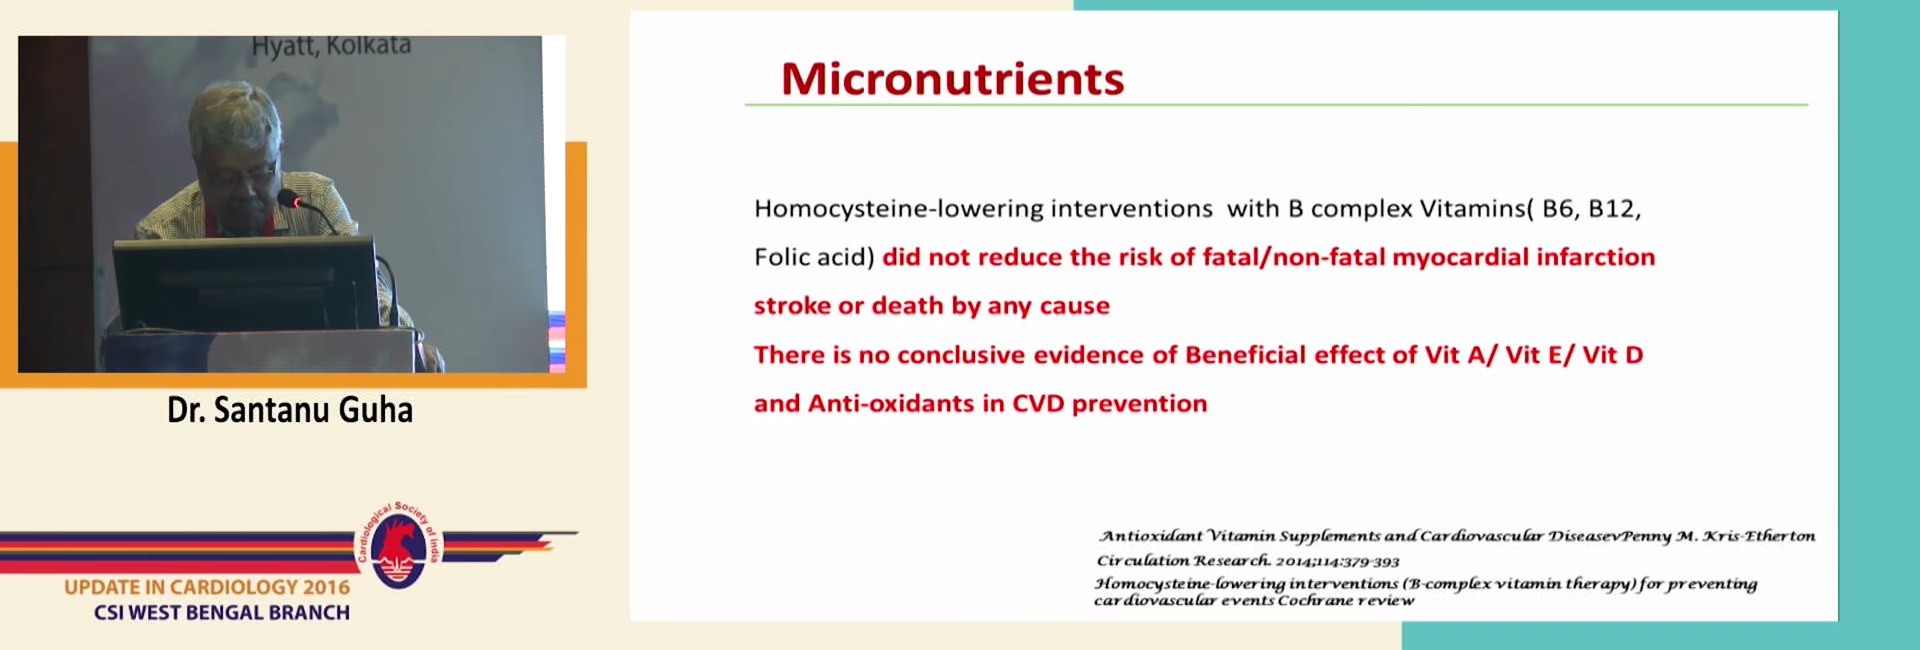 Hyatt, Kolkata
Dr. Santanu Guha
Cardiological Society of India
UPDATE IN CARDIOLOGY 2016
CSI WEST BENGAL BRANCH
Micronutrients
Homocysteine-lowering interventions with B complex Vitamins( B6, B12,
Folic acid) did not reduce the risk of fatal/non-fatal myocardial infarction
stroke or death by any cause
There is no conclusive evidence of Beneficial effect of Vit A/ Vit E/ Vit D
and Anti-oxidants in CVD prevention
Antioxidant Vitamin Supplements and Cardiovascular DiseasevPenny M. Kris-Etherton
Circulation Research. 2014;114:379-393
Homocysteine-lowering interventions (B-complex vitamin therapy) for preventing
cardiovascular events Cochrane review